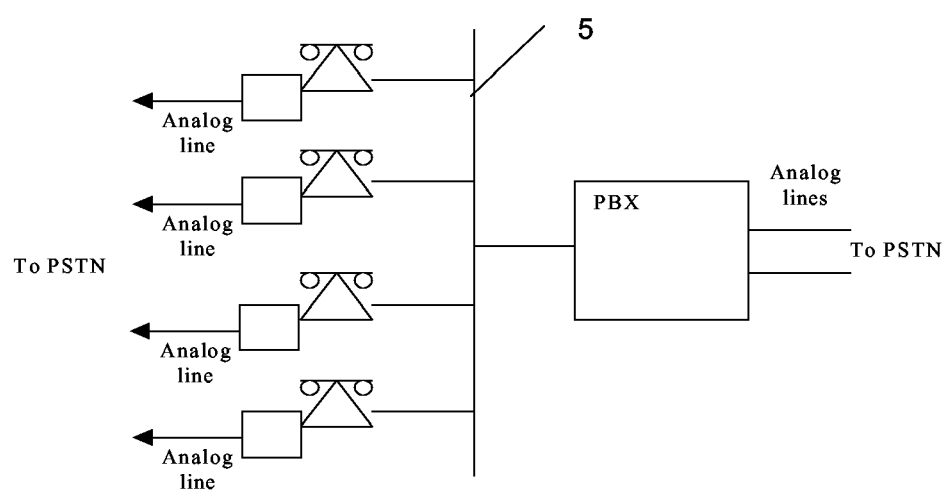 5
Analog
line
Analog
line
To PSTN
Analog
line
Analog
line
PBX
Analog
lines
To PSTN